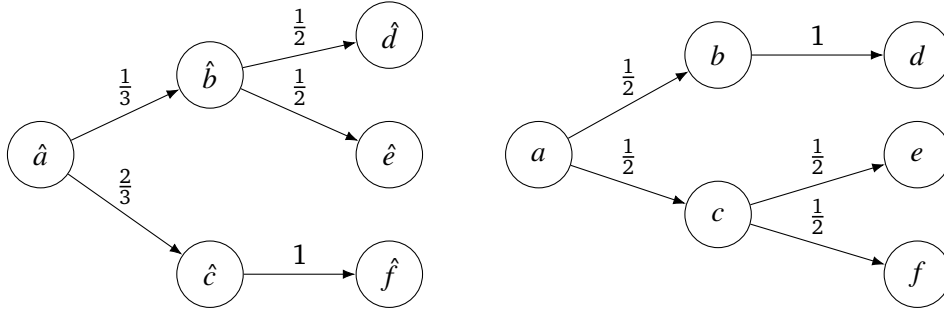 â
1/3
2/3
b̂
ĉ
1/2
1/2
1
d̂
ê
f̂
a
1/2
1/2
b
c
1
1/2
1/2
d
e
f